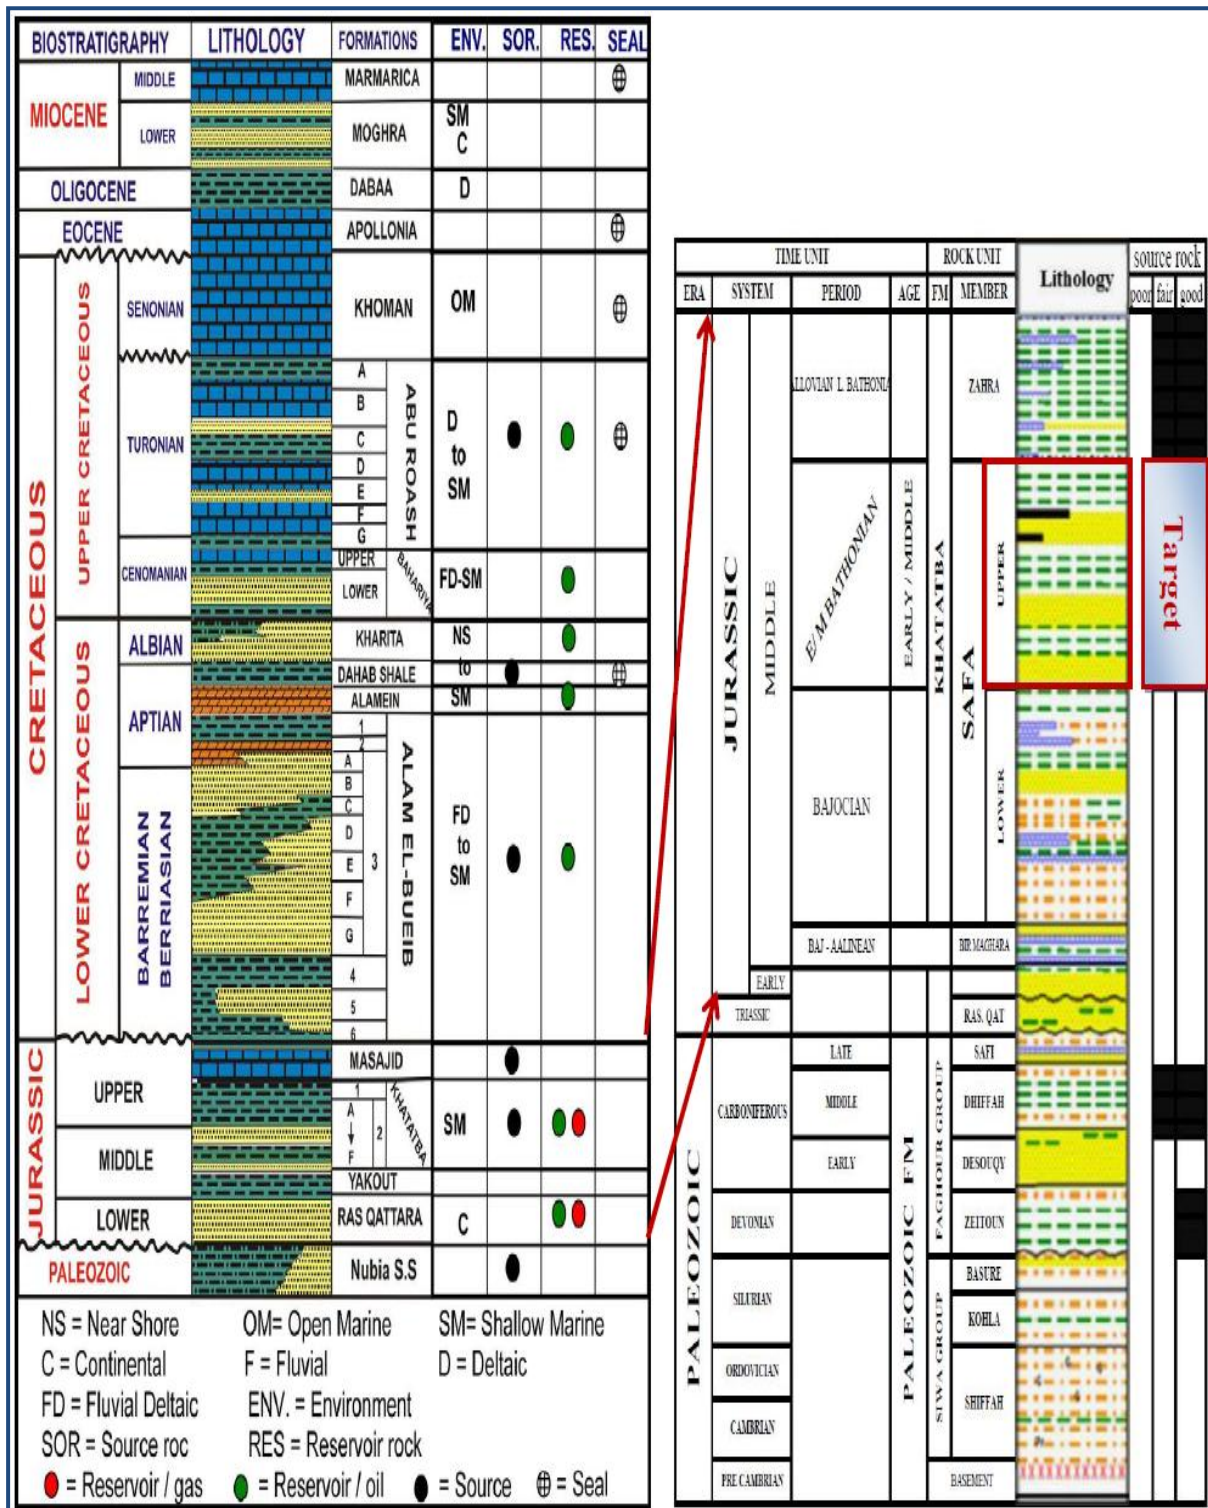 BIOSTRATIGRAPHY LITHOLOGY FORMATIONS ENV. SOR. RES. SEAL
MIOCENE MIDDLE MARMARICA
LOWER MOGHRA SM C
OLIGOCENE DABAA D
EOCENE APOLLONIA
CRETACEOUS
UPPER CRETACEOUS
SENONIAN KHOMAN OM
TURONIAN A B C D E F G ABU ROASH D to SM
CENOMANIAN UPPER LOWER BAHARIYA FD-SM
LOWER CRETACEOUS
ALBIAN KHARITA NS
DAHAB SHALE to
APTIAN ALAMEIN SM
1
2
A
B
C
D
E
F
G
3
4
5
6
ALAM EL-BUEIB
FD to SM
BARREMIAN
BERRIASIAN
JURASSIC
UPPER
MASAJID
1
A
F
2
KHATATBA
SM
MIDDLE
YAKOUT
LOWER RAS QATTARA C
PALEOZOIC Nubia S.S
NS = Near Shore OM= Open Marine SM= Shallow Marine
C = Continental F = Fluvial D = Deltaic
FD = Fluvial Deltaic ENV. = Environment
SOR = Source roc RES = Reservoir rock
= Reservoir / gas = Reservoir / oil = Source = Seal
TIME UNIT ROCK UNIT Lithology source rock
ERA SYSTEM PERIOD AGE FM MEMBER poor fair good
JURASSIC
MIDDLE
ALLOVIAN L. BATHONIA
ZAHRA
E/ M BATHONIAN
EARLY / MIDDLE
KHATATBA
SAFA
UPPER
Target
BAJOCIAN
LOWER
BAJ - AALINEAN BIR MAGHARA
EARLY
TRIASSIC RAS. QAT
PALEOZOIC
CARBONIFEROUS
LATE SAFI
MIDDLE DHIFFAH
EARLY DESOUQY
PALEOZOIC FM
FAGHOUR GROUP
DEVONIAN ZEITOUN
SILURIAN BASURE
KOHLA
SIWA GROUP
ORDOVICIAN
SHIFFAH
CAMBRIAN
PRE CAMBRIAN BASEMENT